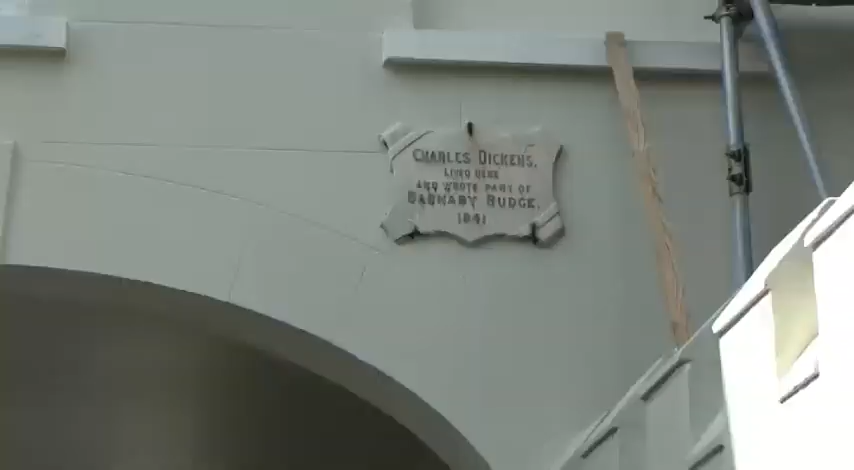 CHARLES DICKENS,
LIVED HERE
AND WROTE PART OF
BARNABY RUDGE,
1841